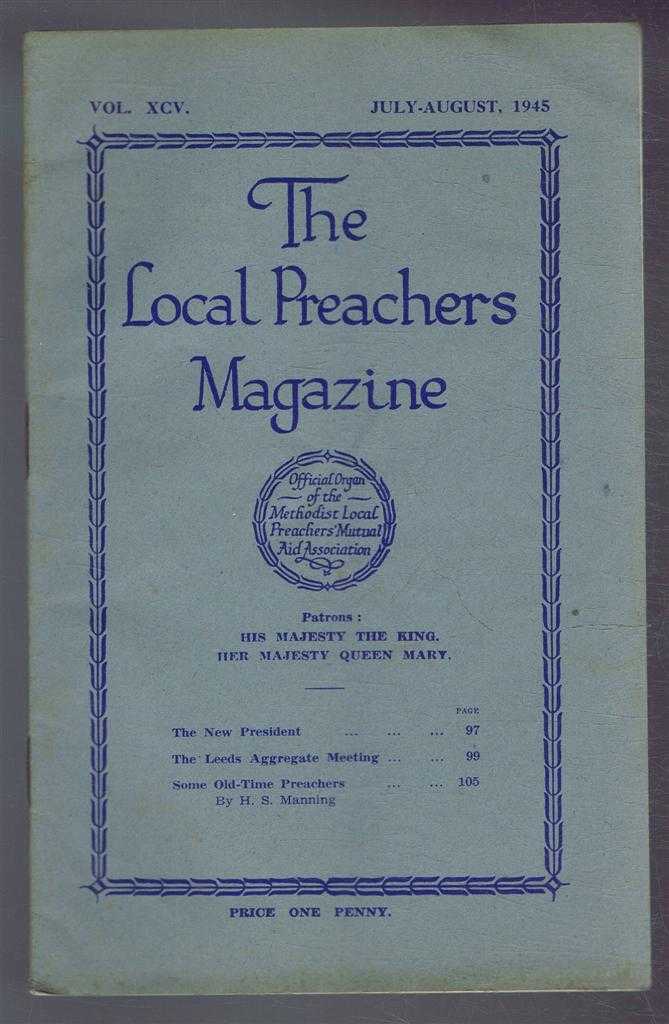 VOL. XCV. JULY-AUGUST, 1945
The
Local Preachers
Magazine
Official Organ
of the
Methodist Local
Preachers' Mutual
Aid Association
Patrons :
HIS MAJESTY THE KING.
HER MAJESTY QUEEN MARY.
PAGE
The New President ... ... ... 97
The Leeds Aggregate Meeting ... ... 99
Some Old-Time Preachers ... ... 105
By H. S. Manning
PRICE ONE PENNY.